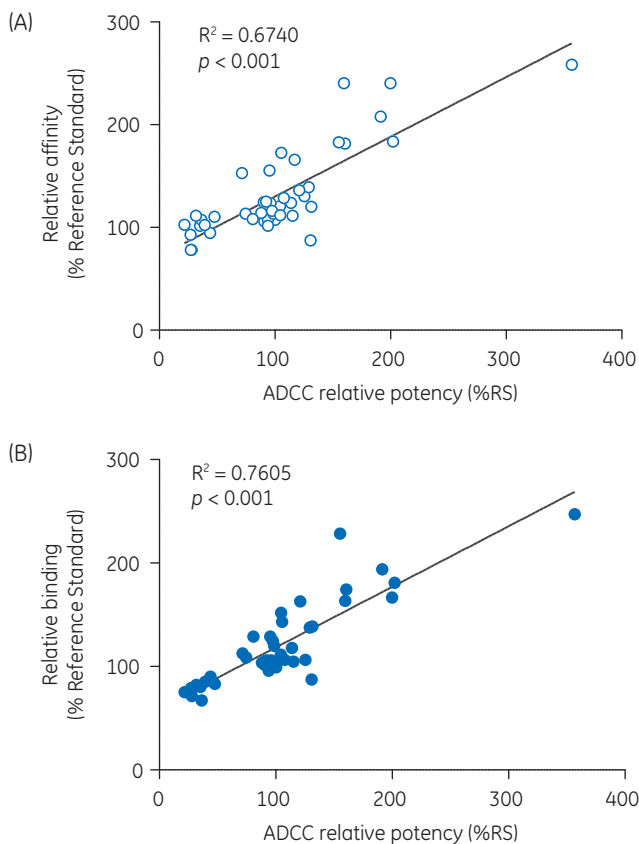 (A)
R² = 0.6740
p < 0.001
Relative affinity
(% Reference Standard)
300
200
100
0
0 100 200 300 400
ADCC relative potency (%RS)
(B)
R² = 0.7605
p < 0.001
Relative binding
(% Reference Standard)
300
200
100
0
0 100 200 300 400
ADCC relative potency (%RS)